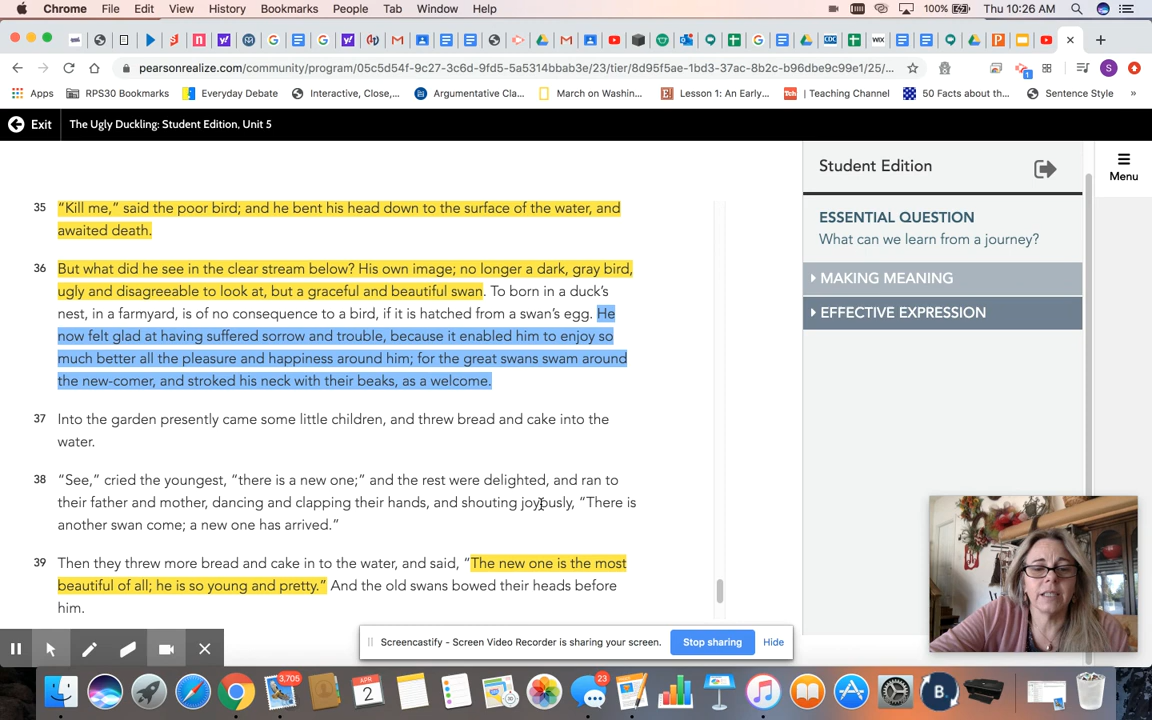 Chrome File Edit View History Bookmarks People Tab Window Help 100% Thu 10:26 AM
pearsonrealize.com/community/program/05c5d54f-9c27-3c6d-9fd5-5a5314bbab3e/23/tier/8d95f5ae-1bd3-37ac-8b2c-b96dbe9c99e1/25/... S
Apps RPS30 Bookmarks Everyday Debate Interactive, Close,... Argumentative Cla... March on Washin... Lesson 1: An Early... | Teaching Channel 50 Facts about th... Sentence Style »
Exit The Ugly Duckling: Student Edition, Unit 5
Student Edition
Menu
ESSENTIAL QUESTION
What can we learn from a journey?
MAKING MEANING
EFFECTIVE EXPRESSION
35 “Kill me,” said the poor bird; and he bent his head down to the surface of the water, and
awaited death.
36 But what did he see in the clear stream below? His own image; no longer a dark, gray bird,
ugly and disagreeable to look at, but a graceful and beautiful swan. To born in a duck’s
nest, in a farmyard, is of no consequence to a bird, if it is hatched from a swan’s egg. He
now felt glad at having suffered sorrow and trouble, because it enabled him to enjoy so
much better all the pleasure and happiness around him; for the great swans swam around
the new-comer, and stroked his neck with their beaks, as a welcome.
37 Into the garden presently came some little children, and threw bread and cake into the
water.
38 “See,” cried the youngest, “there is a new one;” and the rest were delighted, and ran to
their father and mother, dancing and clapping their hands, and shouting joyously, “There is
another swan come; a new one has arrived.”
39 Then they threw more bread and cake in to the water, and said, “The new one is the most
beautiful of all; he is so young and pretty.” And the old swans bowed their heads before
him.
Screencastify - Screen Video Recorder is sharing your screen. Stop sharing Hide
3,705
APR
2
23
B